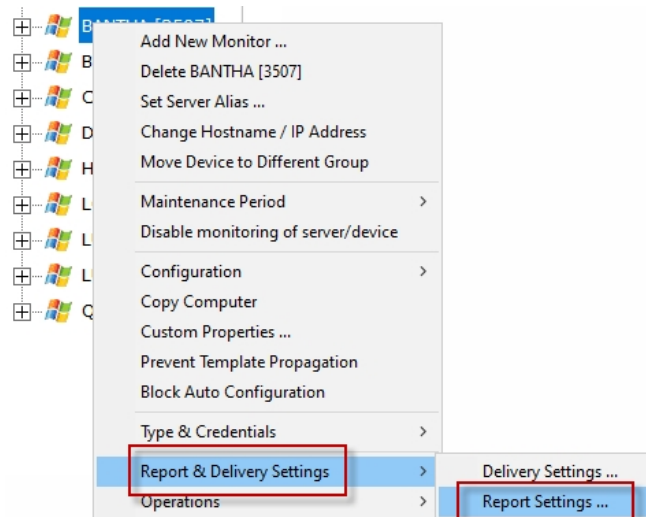 BANTHA [3507]
B
C
D
H
L
L
L
Q
Add New Monitor ...
Delete BANTHA [3507]
Set Server Alias ...
Change Hostname / IP Address
Move Device to Different Group
Maintenance Period
Disable monitoring of server/device
Configuration
Copy Computer
Custom Properties ...
Prevent Template Propagation
Block Auto Configuration
Type & Credentials
Report & Delivery Settings
Operations
Delivery Settings ...
Report Settings ...